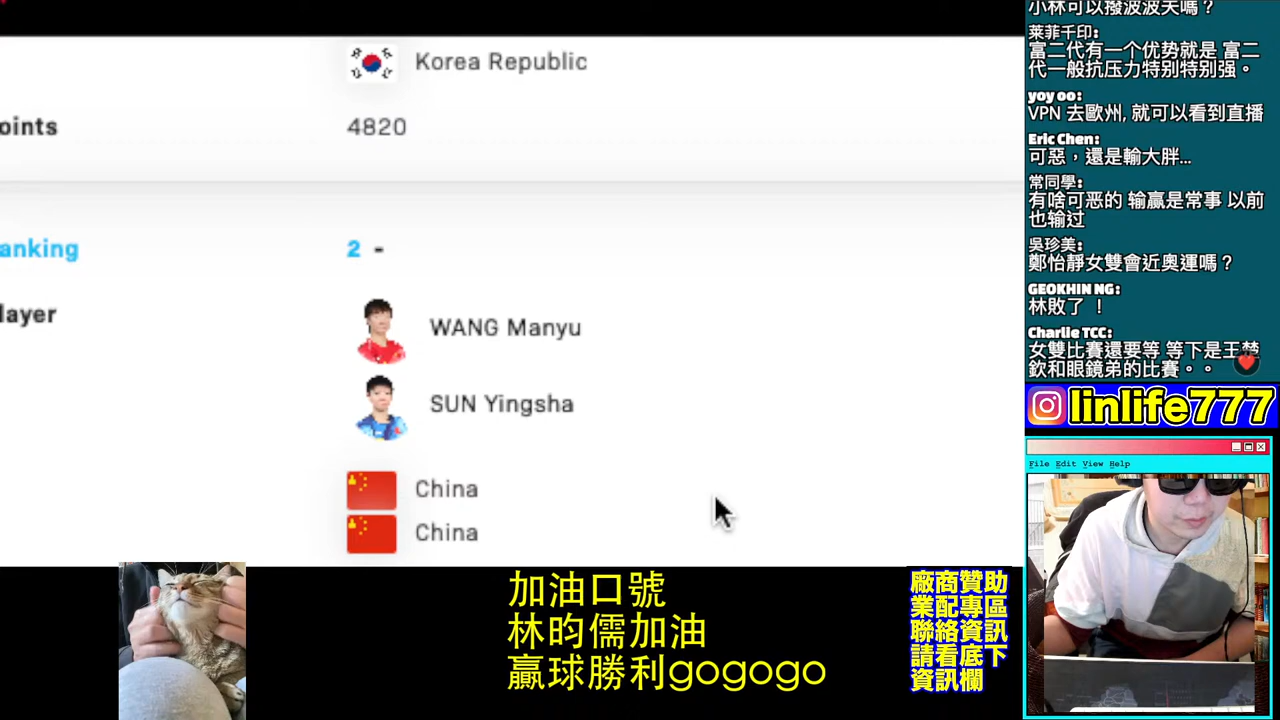 Korea Republic
oints
4820
anking
2 -
layer
WANG Manyu
SUN Yingsha
China
China
加油口號
林昀儒加油
贏球勝利gogogo
廠商贊助
業配專區
聯絡資訊
請看底下
資訊欄
小林可以撥波波夫嗎？
莱菲千印:
富二代有一个优势就是 富二
代一般抗压力特别特别强。
yoy oo:
VPN 去歐州, 就可以看到直播
Eric Chen:
可惡，還是輸大胖...
常同學:
有啥可恶的 输赢是常事 以前
也输过
吳珍美:
鄭怡靜女雙會近奧運嗎？
GEOKHIN NG:
林敗了 ！
Charlie TCC:
女雙比賽還要等 等下是王楚
欽和眼鏡弟的比賽。。
linlife777
File Edit View Help